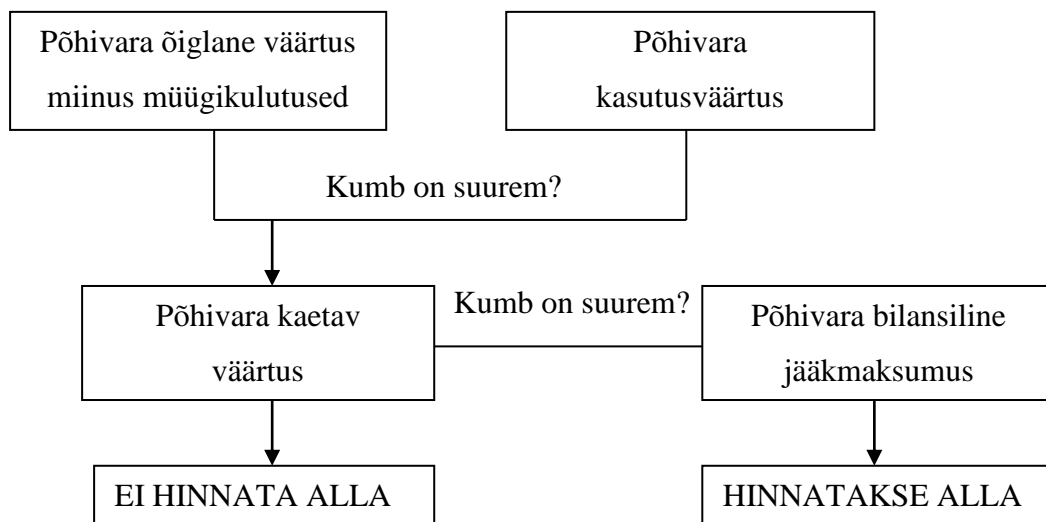 Põhivara õiglane väärtus
miinus müügikulutused
Põhivara
kasutusväärtus
Kumb on suurem?
Põhivara kaetav
väärtus
Kumb on suurem?
Põhivara bilansiline
jääkmaksumus
EI HINNATA ALLA
HINNATAKSE ALLA